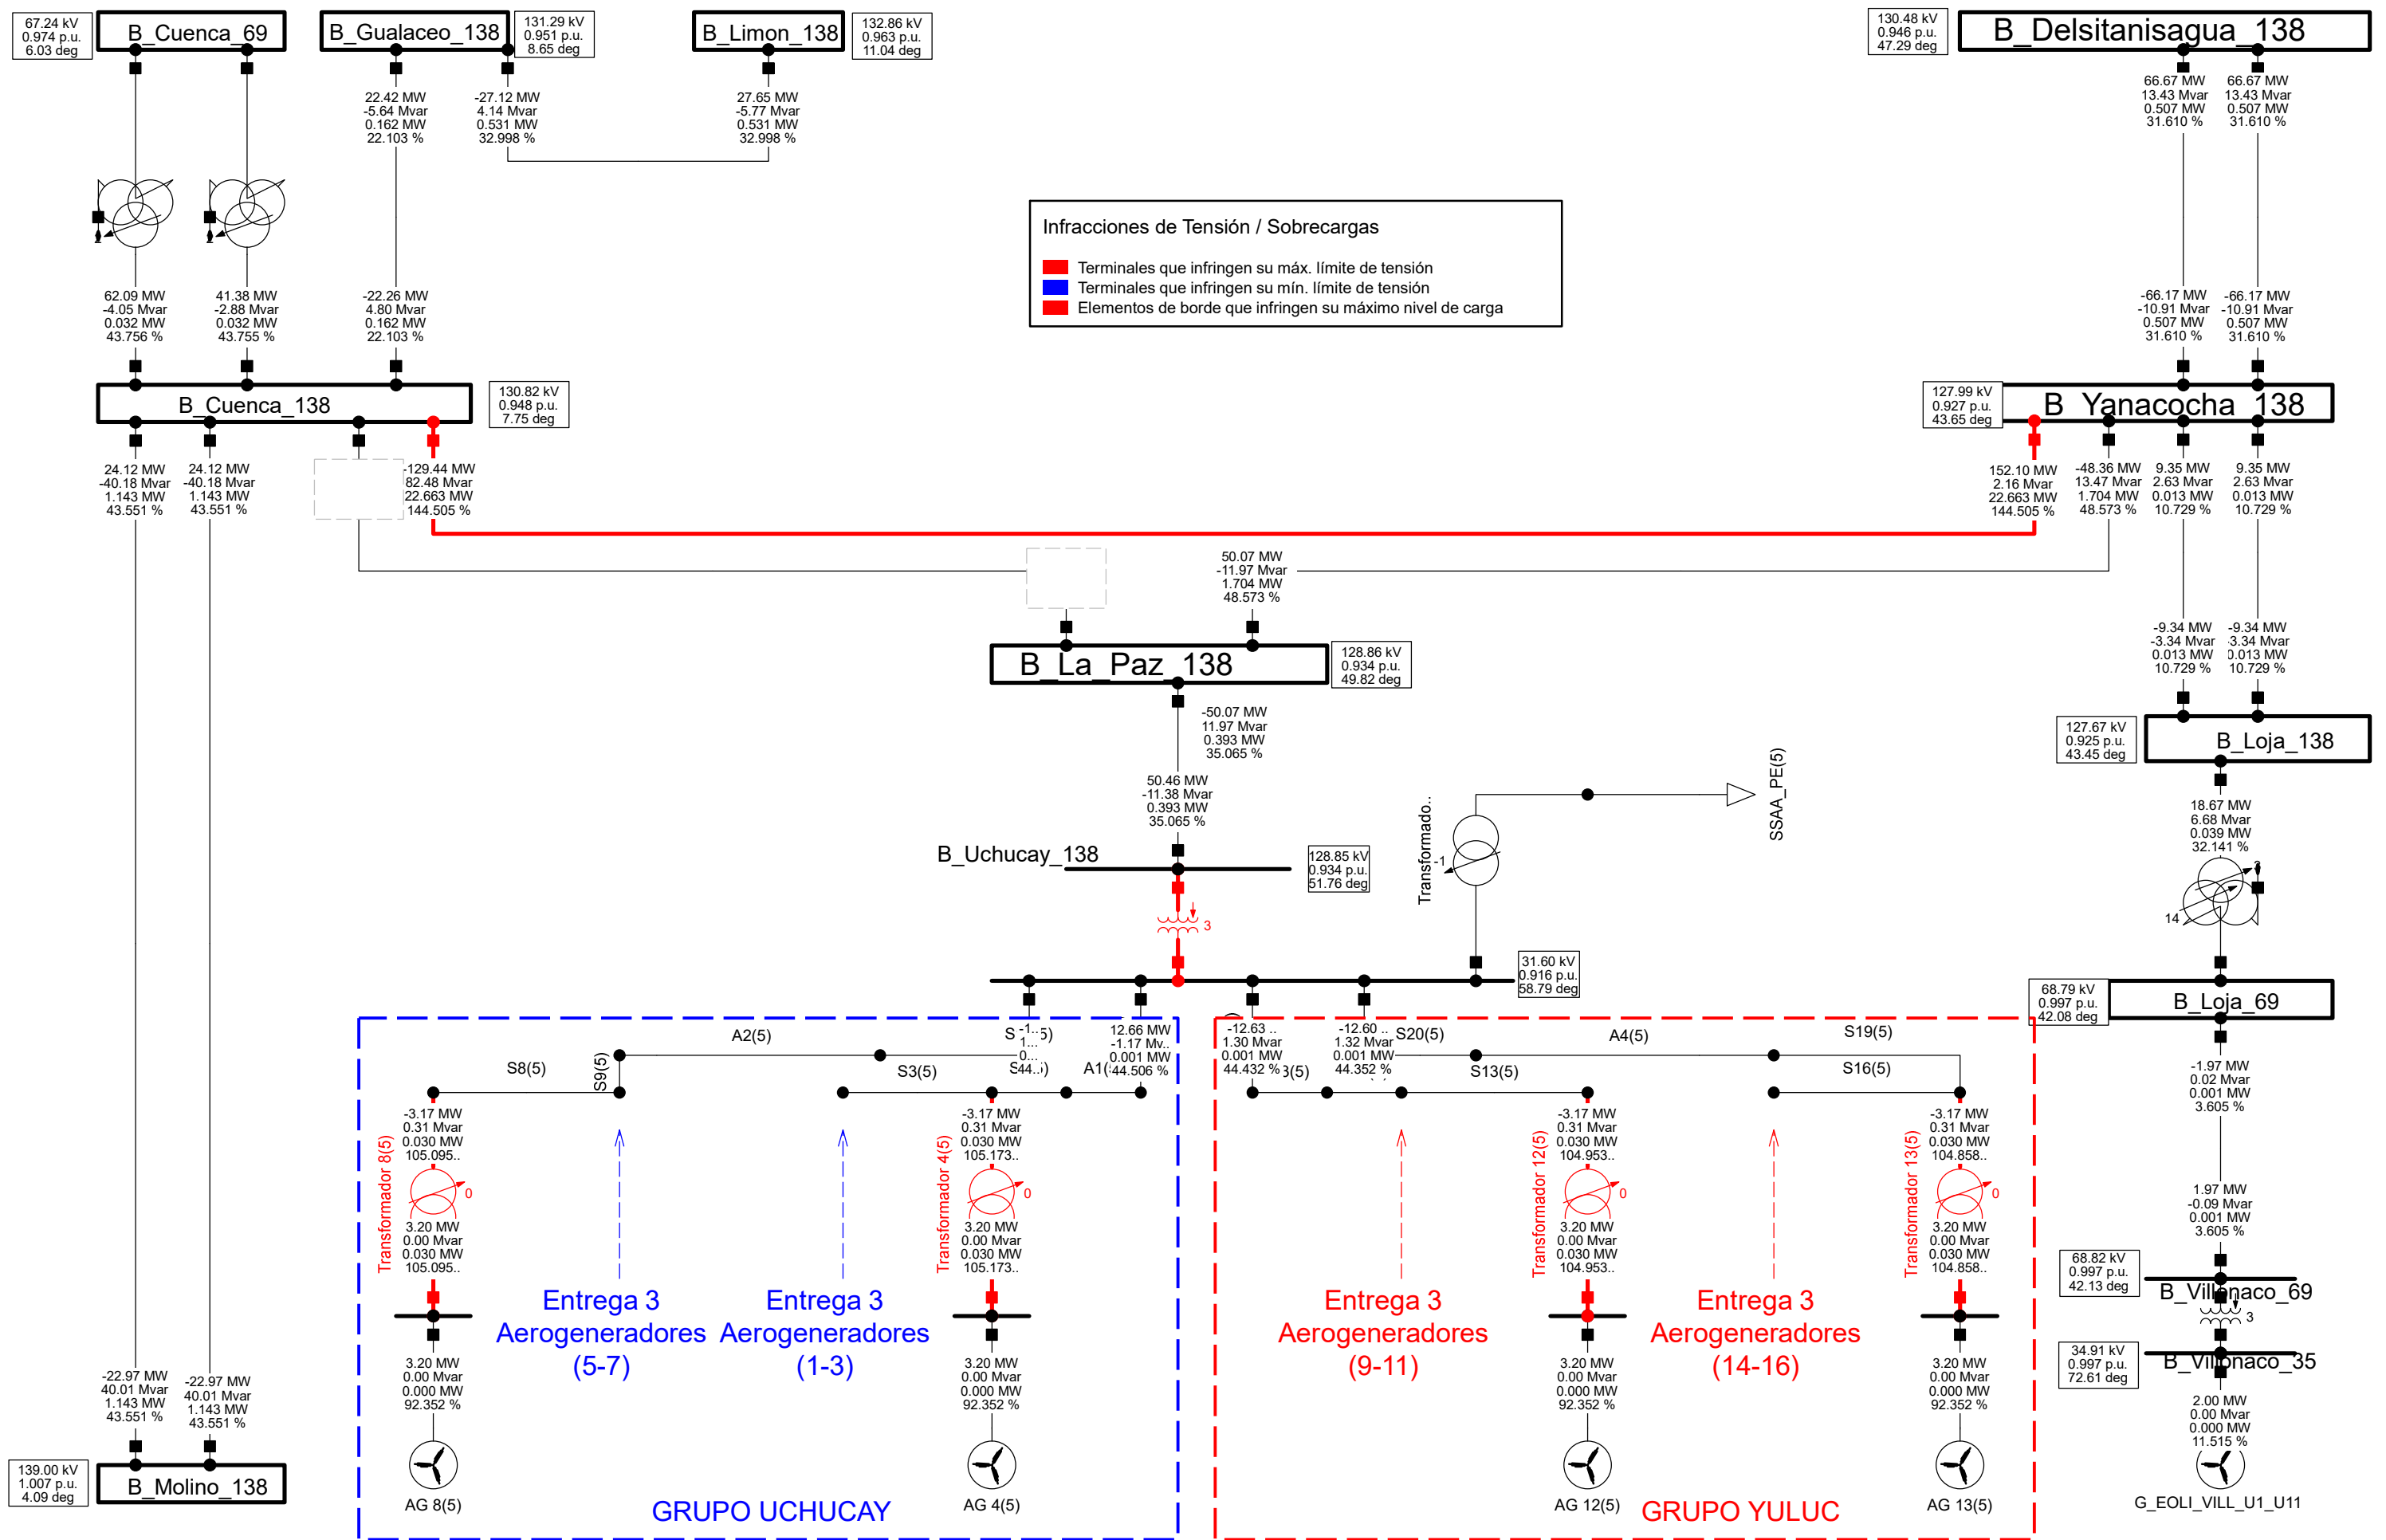 67.24 kV
0.974 p.u.
6.03 deg
B_Cuenca_69
B_Gualaceo_138
131.29 kV
0.951 p.u.
8.65 deg
B_Limon_138
132.86 kV
0.963 p.u.
11.04 deg
130.48 kV
0.946 p.u.
47.29 deg
B_Delsitanisagua_138
22.42 MW
-5.64 Mvar
0.162 MW
22.103 %
-27.12 MW
4.14 Mvar
0.531 MW
32.998 %
27.65 MW
-5.77 Mvar
0.531 MW
32.998 %
66.67 MW
13.43 Mvar
0.507 MW
31.610 %
66.67 MW
13.43 Mvar
0.507 MW
31.610 %
Infracciones de Tensión / Sobrecargas
Terminales que infringen su máx. límite de tensión
Terminales que infringen su mín. límite de tensión
Elementos de borde que infringen su máximo nivel de carga
62.09 MW
-4.05 Mvar
0.032 MW
43.756 %
41.38 MW
-2.88 Mvar
0.032 MW
43.755 %
-22.26 MW
4.80 Mvar
0.162 MW
22.103 %
-66.17 MW
-10.91 Mvar
0.507 MW
31.610 %
-66.17 MW
-10.91 Mvar
0.507 MW
31.610 %
B_Cuenca_138
130.82 kV
0.948 p.u.
7.75 deg
127.99 kV
0.927 p.u.
43.65 deg
B_Yanacocha_138
24.12 MW
-40.18 Mvar
1.143 MW
43.551 %
24.12 MW
-40.18 Mvar
1.143 MW
43.551 %
-129.44 MW
82.48 Mvar
22.663 MW
144.505 %
152.10 MW
2.16 Mvar
22.663 MW
144.505 %
-48.36 MW
13.47 Mvar
1.704 MW
48.573 %
9.35 MW
2.63 Mvar
0.013 MW
10.729 %
9.35 MW
2.63 Mvar
0.013 MW
10.729 %
50.07 MW
-11.97 Mvar
1.704 MW
48.573 %
B_La_Paz_138
128.86 kV
0.934 p.u.
49.82 deg
-9.34 MW
-3.34 Mvar
0.013 MW
10.729 %
-9.34 MW
3.34 Mvar
0.013 MW
10.729 %
-50.07 MW
11.97 Mvar
0.393 MW
35.065 %
127.67 kV
0.925 p.u.
43.45 deg
B_Loja_138
50.46 MW
-11.38 Mvar
0.393 MW
35.065 %
Transformado..
-1
SSAA_PE(5)
18.67 MW
6.68 Mvar
0.039 MW
32.141 %
B_Uchucay_138
128.85 kV
0.934 p.u.
51.76 deg
3
14
31.60 kV
0.916 p.u.
58.79 deg
68.79 kV
0.997 p.u.
42.08 deg
B_Loja_69
A2(5)
-1...
1...
0...
44...
12.66 MW
-1.17 Mv..
0.001 MW
44.506 %
-12.63 ..
1.30 Mvar
0.001 MW
44.432 %
-12.60 ..
1.32 Mvar
0.001 MW
44.352 %
S20(5)
A4(5)
S19(5)
S8(5)
S9(5)
S3(5)
A1(
S13(5)
S16(5)
-1.97 MW
0.02 Mvar
0.001 MW
3.605 %
Transformador 8(5)
-3.17 MW
0.31 Mvar
0.030 MW
105.095..
0
3.20 MW
0.00 Mvar
0.030 MW
105.095..
Transformador 4(5)
-3.17 MW
0.31 Mvar
0.030 MW
105.173..
0
3.20 MW
0.00 Mvar
0.030 MW
105.173..
Transformador 12(5)
-3.17 MW
0.31 Mvar
0.030 MW
104.953..
0
3.20 MW
0.00 Mvar
0.030 MW
104.953..
Transformador 13(5)
-3.17 MW
0.31 Mvar
0.030 MW
104.858..
0
3.20 MW
0.00 Mvar
0.030 MW
104.858..
1.97 MW
-0.09 Mvar
0.001 MW
3.605 %
68.82 kV
0.997 p.u.
42.13 deg
B_Villonaco_69
3
Entrega 3
Aerogeneradores
(5-7)
Entrega 3
Aerogeneradores
(1-3)
Entrega 3
Aerogeneradores
(9-11)
Entrega 3
Aerogeneradores
(14-16)
34.91 kV
0.997 p.u.
72.61 deg
B_Villonaco_35
-22.97 MW
40.01 Mvar
1.143 MW
43.551 %
-22.97 MW
40.01 Mvar
1.143 MW
43.551 %
3.20 MW
0.00 Mvar
0.000 MW
92.352 %
3.20 MW
0.00 Mvar
0.000 MW
92.352 %
3.20 MW
0.00 Mvar
0.000 MW
92.352 %
3.20 MW
0.00 Mvar
0.000 MW
92.352 %
2.00 MW
0.00 Mvar
0.000 MW
11.515 %
139.00 kV
1.007 p.u.
4.09 deg
B_Molino_138
AG 8(5)
GRUPO UCHUCAY
AG 4(5)
AG 12(5)
GRUPO YULUC
AG 13(5)
G_EOLI_VILL_U1_U11